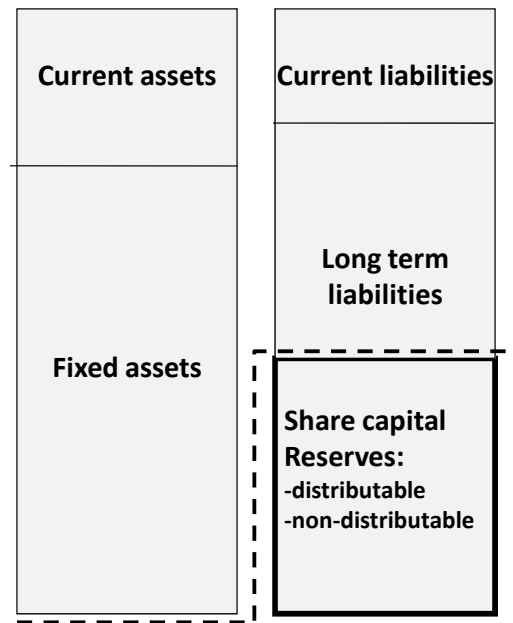 Current assets
Current liabilities
Long term
liabilities
Fixed assets
Share capital
Reserves:
-distributable
-non-distributable